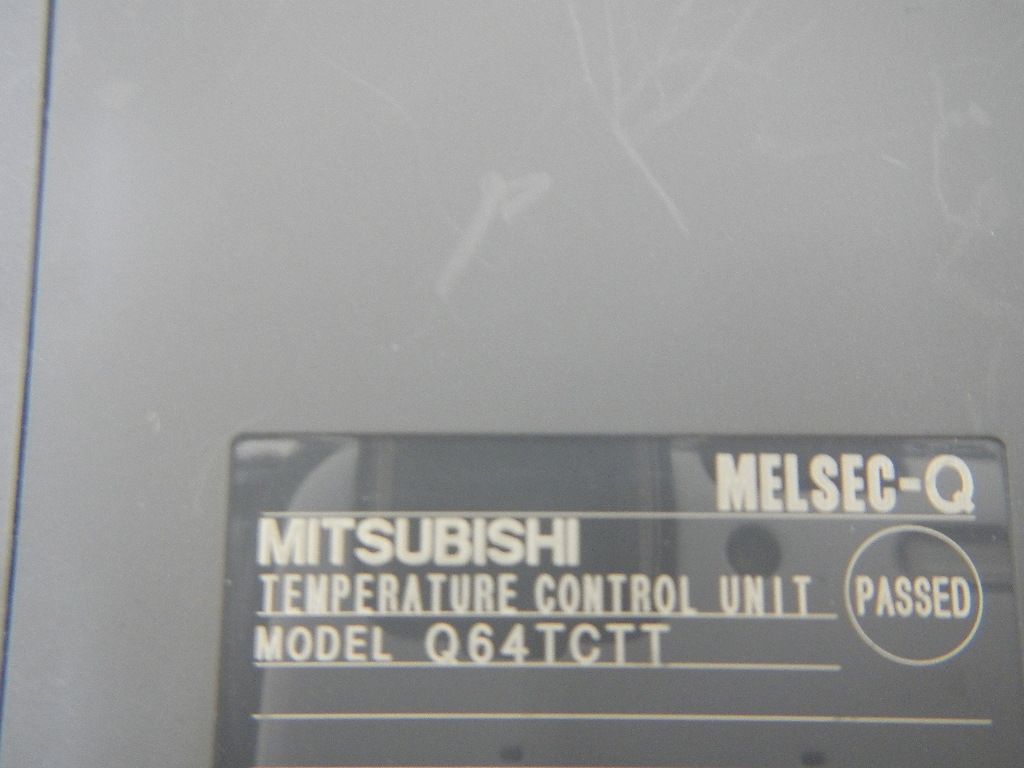 MELSEC-Q
MITSUBISHI
TEMPERATURE CONTROL UNIT
PASSED
MODEL Q64TCTT